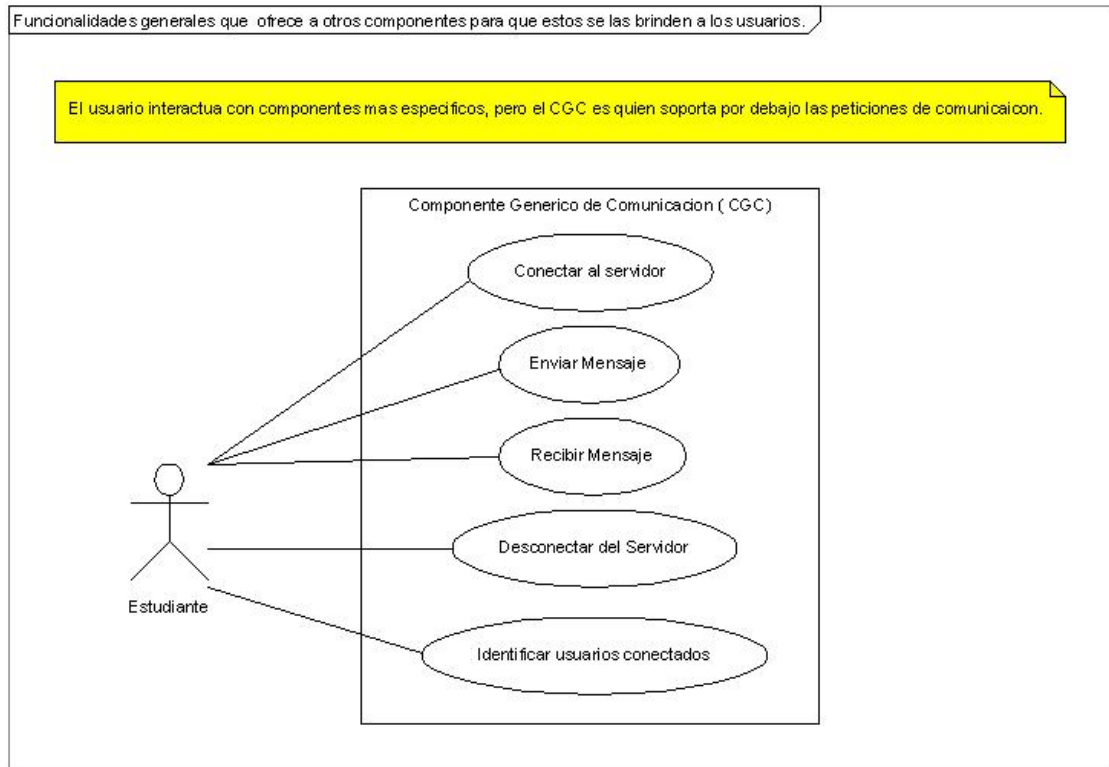 Funcionalidades generales que ofrece a otros componentes para que estos se las brinden a los usuarios.
El usuario interactua con componentes mas especificos, pero el CGC es quien soporta por debajo las peticiones de comunicaicon.
Componente Generico de Comunicacion ( CGC)
Conectar al servidor
Enviar Mensaje
Recibir Mensaje
Desconectar del Servidor
Estudiante
Identificar usuarios conectados